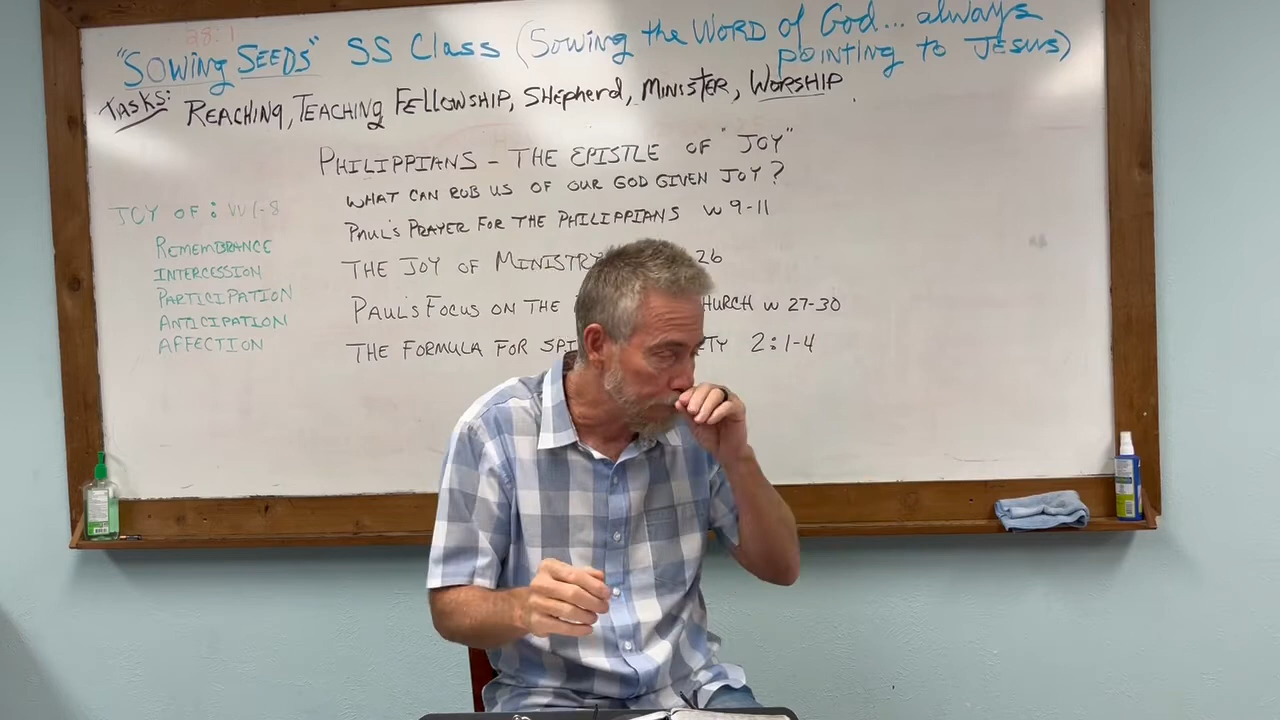 28:1
"SOWING SEEDS" SS Class (Sowing the WORD of God... always
pointing to JESUS)
TASKS: REACHING, TEACHING FELLOWSHIP, SHEPHERD, MINISTER, WORSHIP
PHILIPPIANS - THE EPISTLE OF "JOY"
WHAT CAN ROB US OF OUR GOD GIVEN JOY?
PAUL'S PRAYER FOR THE PHILIPPIANS vv 9-11
THE JOY OF MINISTRY 26
PAUL'S FOCUS ON THE HURCH vv 27-30
THE FORMULA FOR SPI TY 2:1-4
JOY OF: VV 1-8
REMEMBRANCE
INTERCESSION
PARTICIPATION
ANTICIPATION
AFFECTION